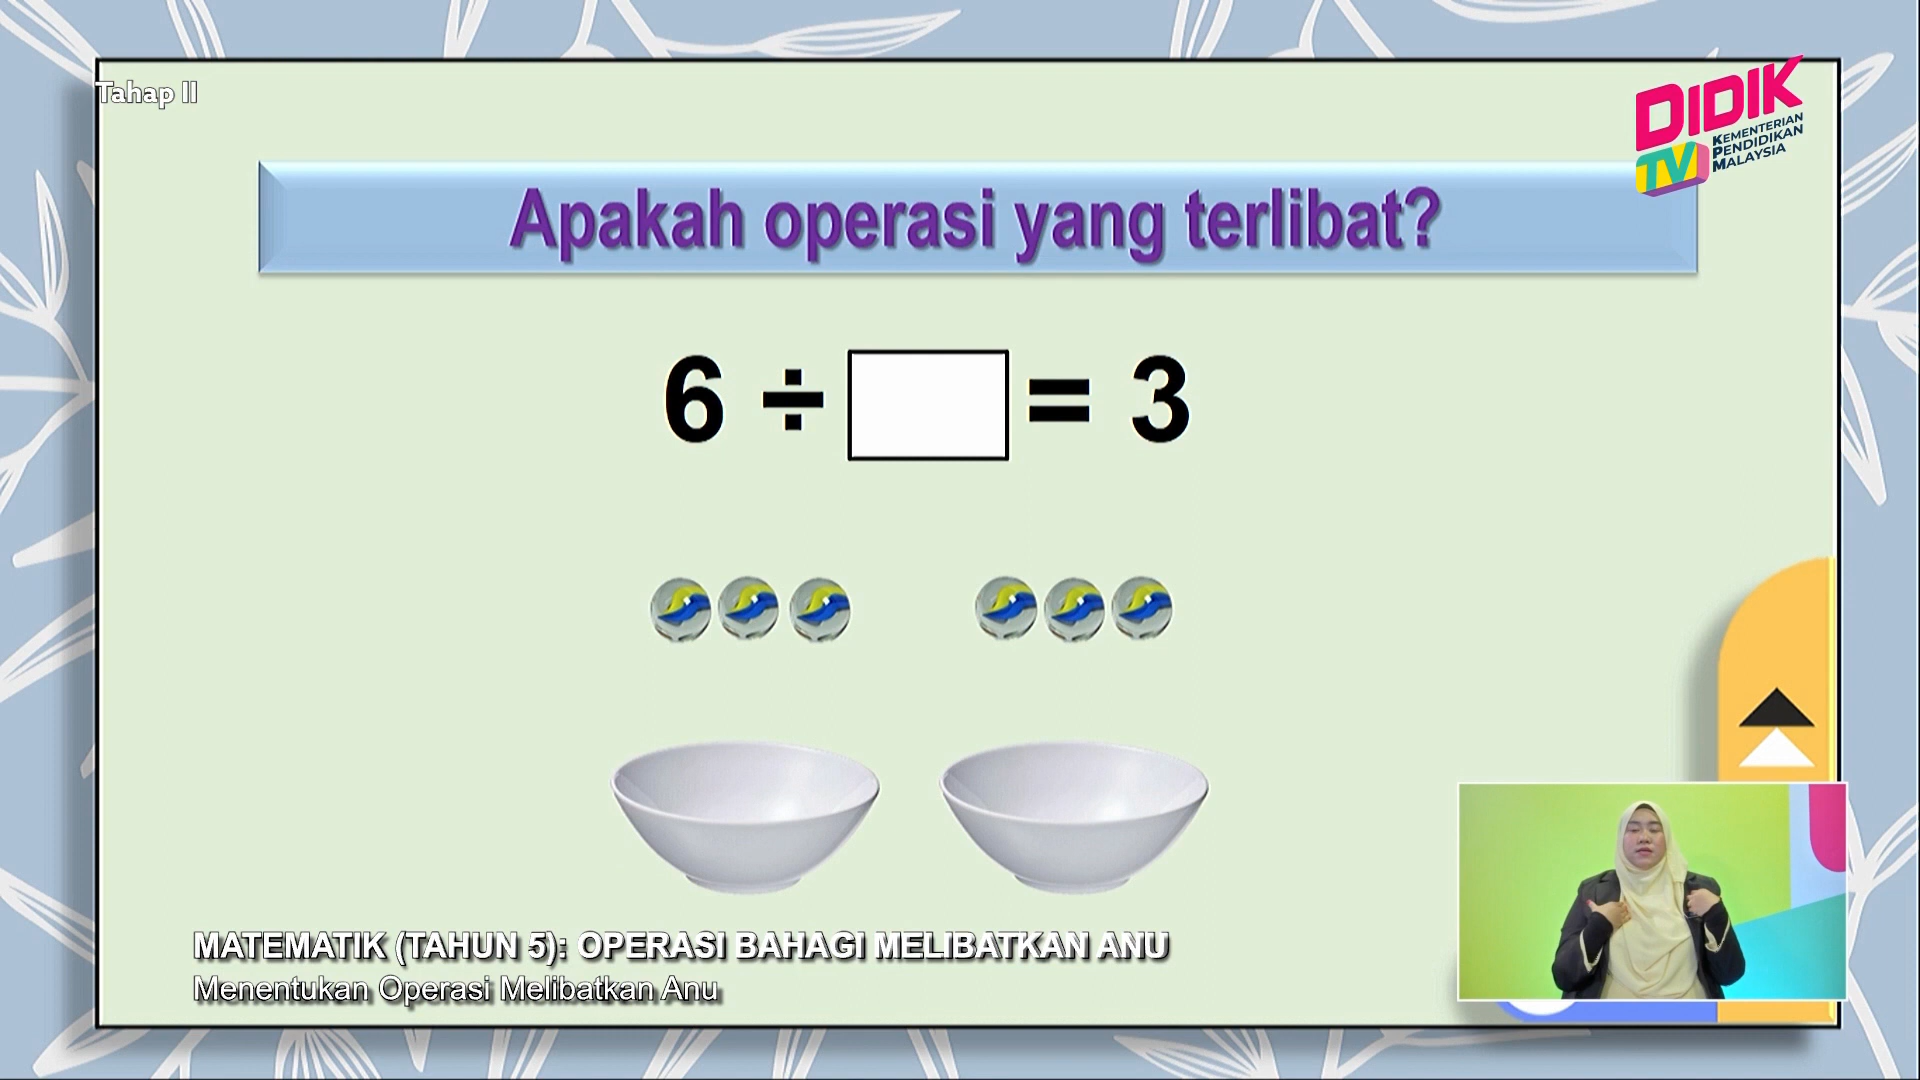 Tahap II
DIDIK
TV
KEMENTERIAN
PENDIDIKAN
MALAYSIA
Apakah operasi yang terlibat?
6 ÷ = 3
MATEMATIK (TAHUN 5): OPERASI BAHAGI MELIBATKAN ANU
Menentukan Operasi Melibatkan Anu